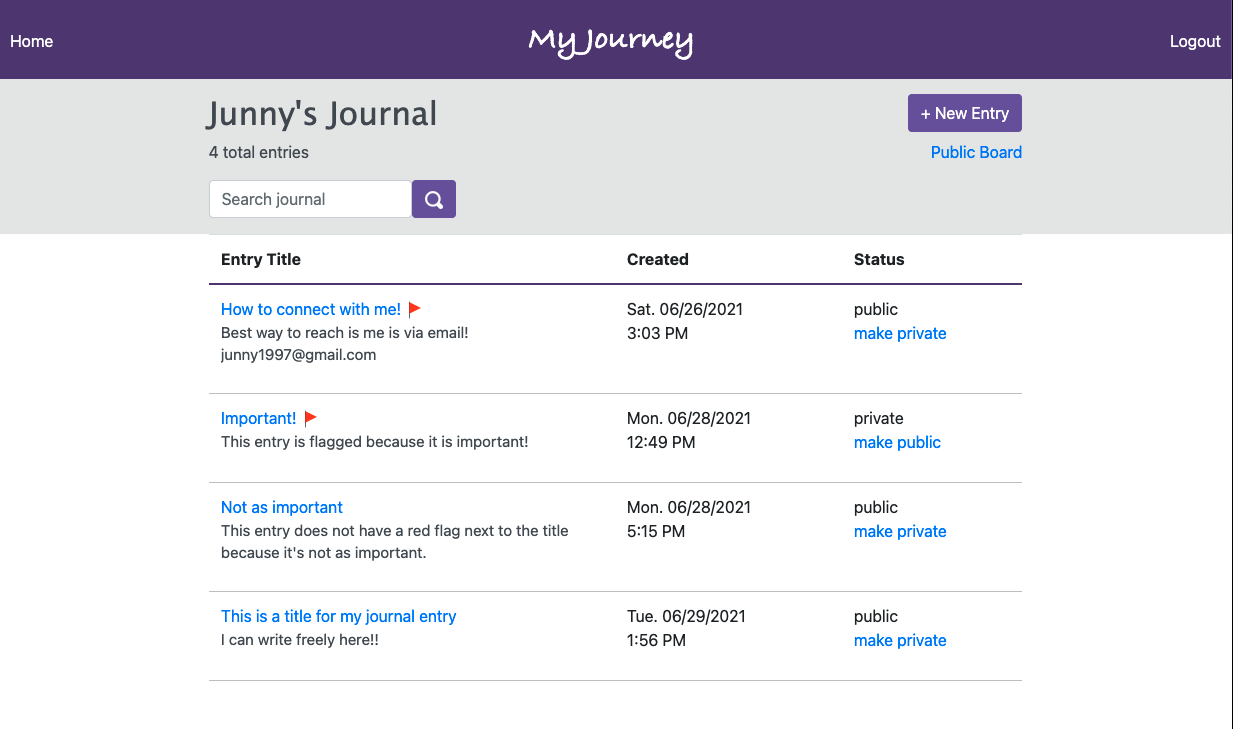 Home
MyJourney
Logout
Junny's Journal
+ New Entry
4 total entries
Public Board
Search journal
Entry Title Created Status
How to connect with me! Sat. 06/26/2021 public
Best way to reach is me is via email! 3:03 PM make private
junny1997@gmail.com
Important! Mon. 06/28/2021 private
This entry is flagged because it is important! 12:49 PM make public
Not as important Mon. 06/28/2021 public
This entry does not have a red flag next to the title 5:15 PM make private
because it's not as important.
This is a title for my journal entry Tue. 06/29/2021 public
I can write freely here!! 1:56 PM make private